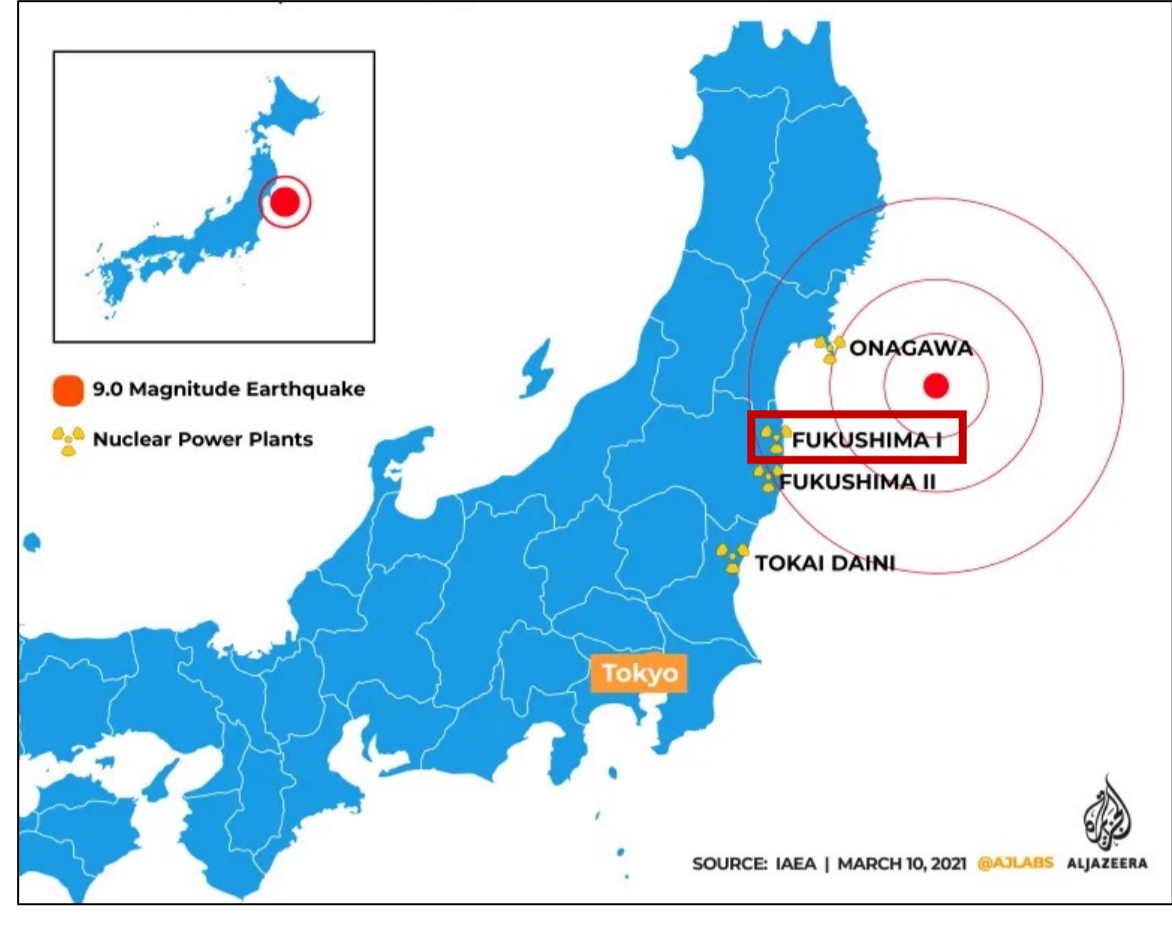 9.0 Magnitude Earthquake
Nuclear Power Plants
ONAGAWA
FUKUSHIMA I
FUKUSHIMA II
TOKAI DAINI
Tokyo
SOURCE: IAEA | MARCH 10, 2021 @AJLABS ALJAZEERA